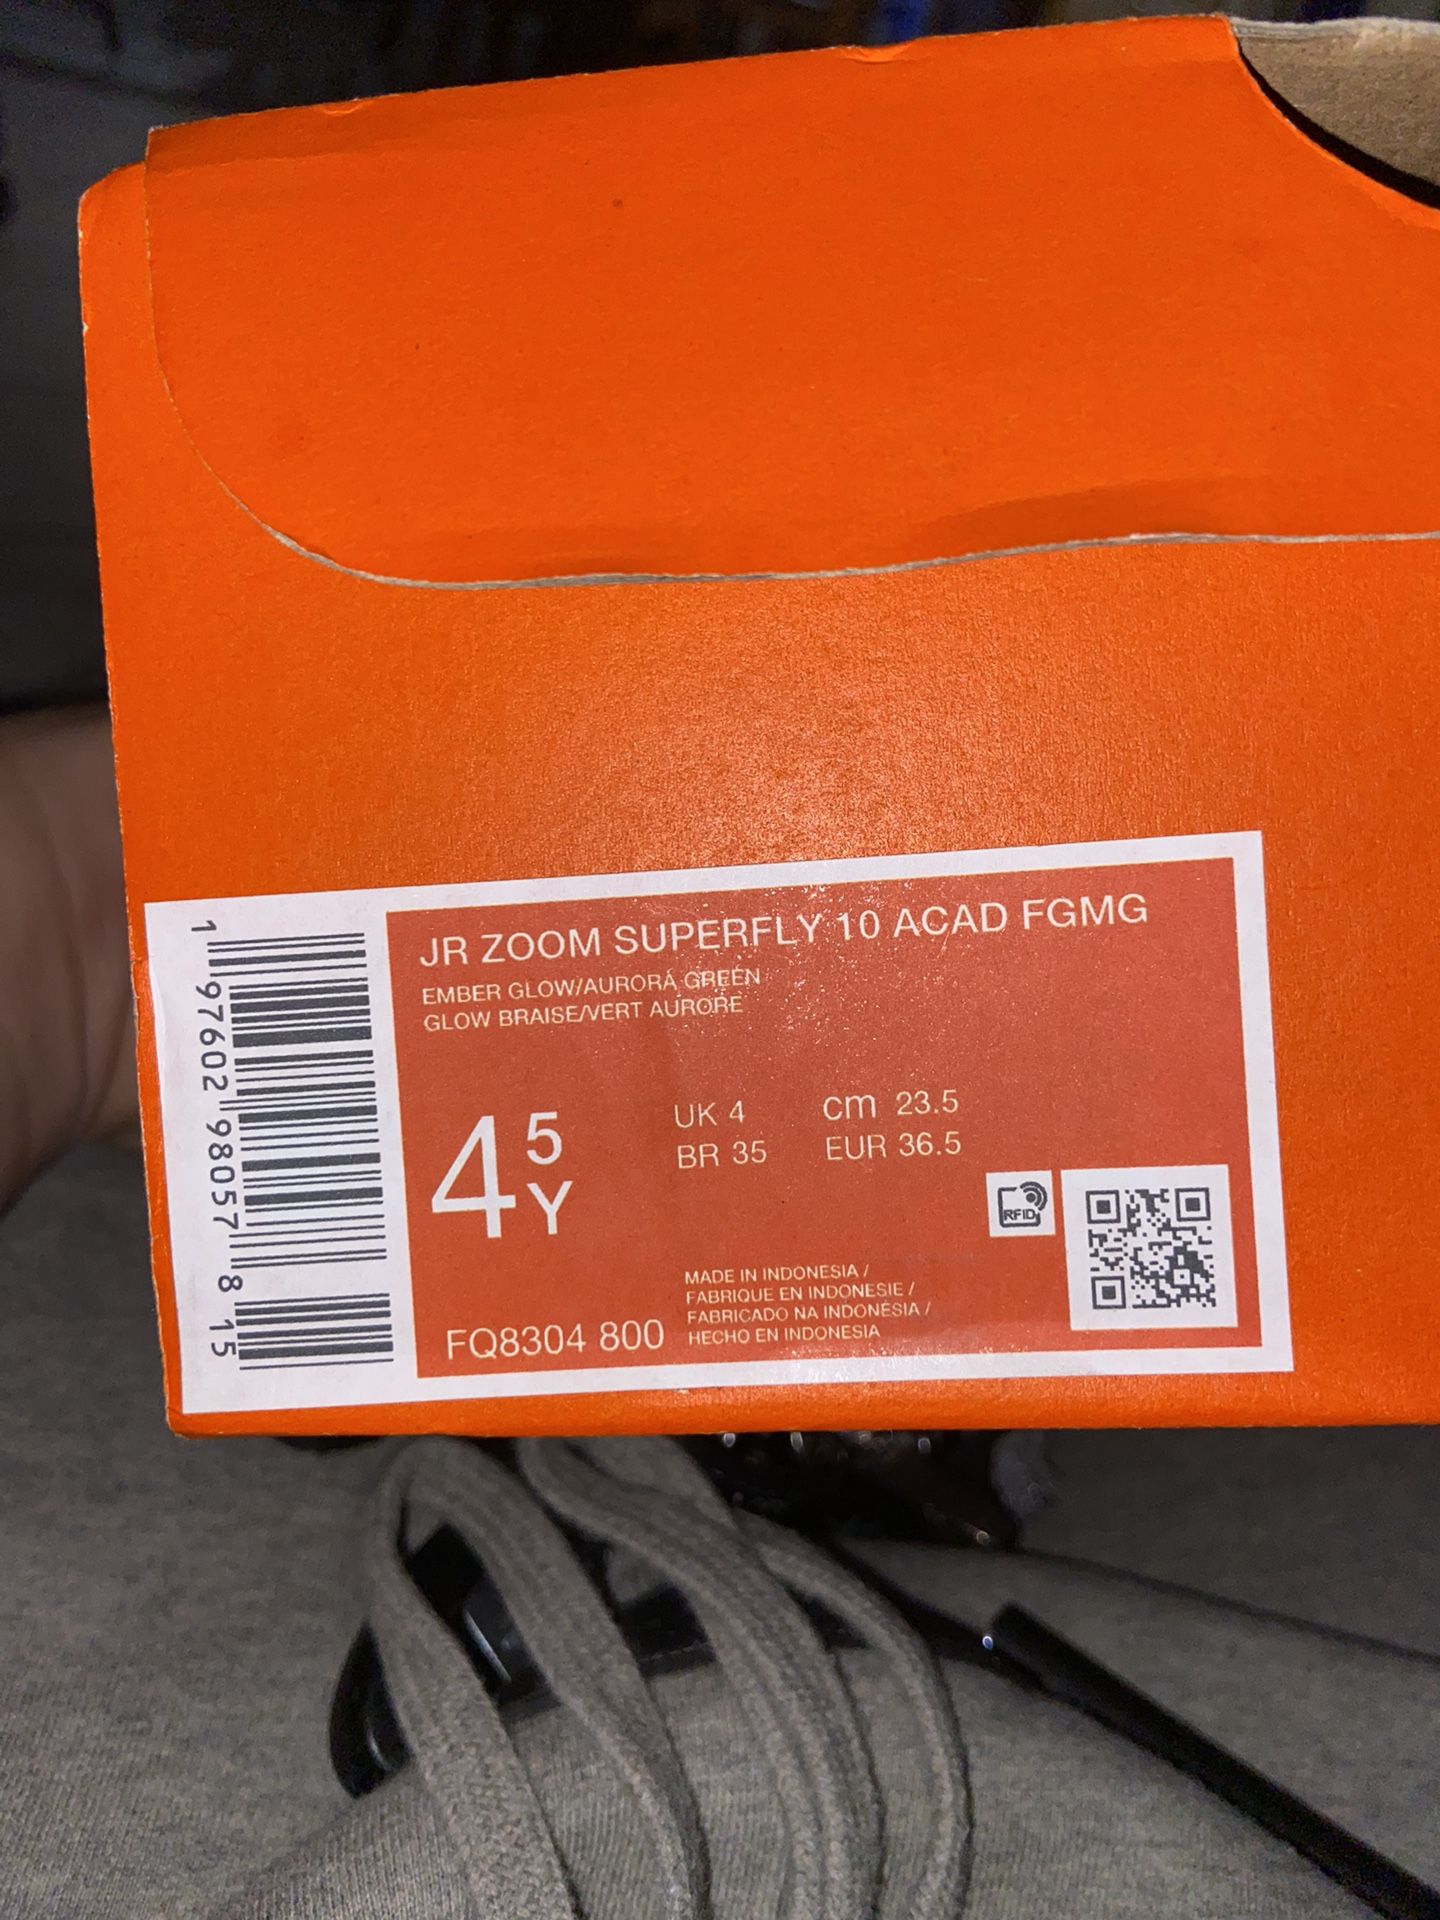 JR ZOOM SUPERFLY 10 ACAD FGMG
EMBER GLOW/AURORA GREEN
GLOW BRAISE/VERT AURORE
4 5 Y
UK 4 cm 23.5
BR 35 EUR 36.5
RFID
MADE IN INDONESIA /
FABRIQUE EN INDONESIE /
FABRICADO NA INDONÉSIA /
HECHO EN INDONESIA
FQ8304 800
1 97602 98057 8 15